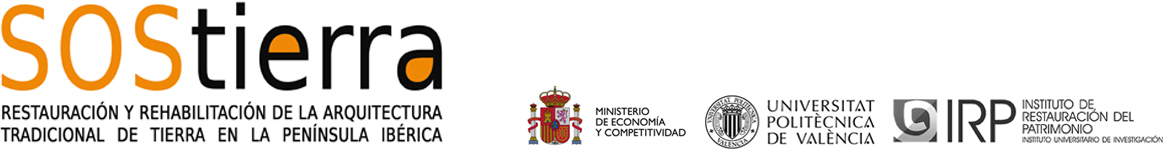 SOStierra
RESTAURACIÓN Y REHABILITACIÓN DE LA ARQUITECTURA
TRADICIONAL DE TIERRA EN LA PENÍNSULA IBÉRICA
MINISTERIO
DE ECONOMÍA
Y COMPETITIVIDAD
UNIVERSITAT
POLITÈCNICA
DE VALÈNCIA
IRP
INSTITUTO DE
RESTAURACIÓN DEL
PATRIMONIO
INSTITUTO UNIVERSITARIO DE INVESTIGACIÓN